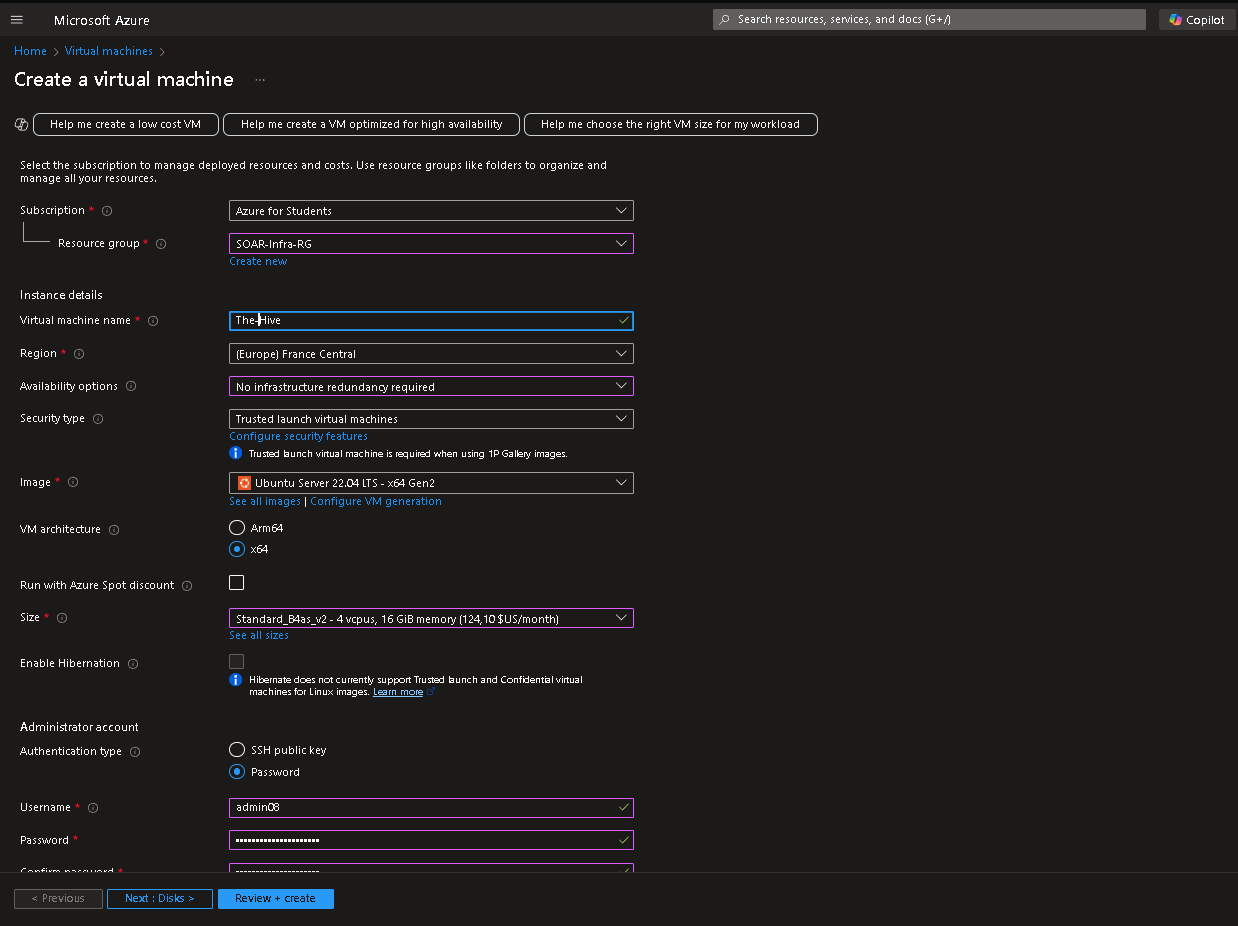 Microsoft Azure
Search resources, services, and docs (G+/)
Copilot
Home > Virtual machines >
Create a virtual machine ...
Help me create a low cost VM
Help me create a VM optimized for high availability
Help me choose the right VM size for my workload
Select the subscription to manage deployed resources and costs. Use resource groups like folders to organize and
manage all your resources.
Subscription *
Azure for Students
Resource group *
SOAR-Infra-RG
Create new
Instance details
Virtual machine name *
The-Hive
Region *
(Europe) France Central
Availability options
No infrastructure redundancy required
Security type
Trusted launch virtual machines
Configure security features
Trusted launch virtual machine is required when using 1P Gallery images.
Image *
Ubuntu Server 22.04 LTS - x64 Gen2
See all images | Configure VM generation
VM architecture
Arm64
x64
Run with Azure Spot discount
Size *
Standard_B4as_v2 - 4 vcpus, 16 GiB memory (124,10 $US/month)
See all sizes
Enable Hibernation
Hibernate does not currently support Trusted launch and Confidential virtual
machines for Linux images. Learn more
Administrator account
Authentication type
SSH public key
Password
Username *
admin08
Password *
Confirm password *
< Previous
Next : Disks >
Review + create